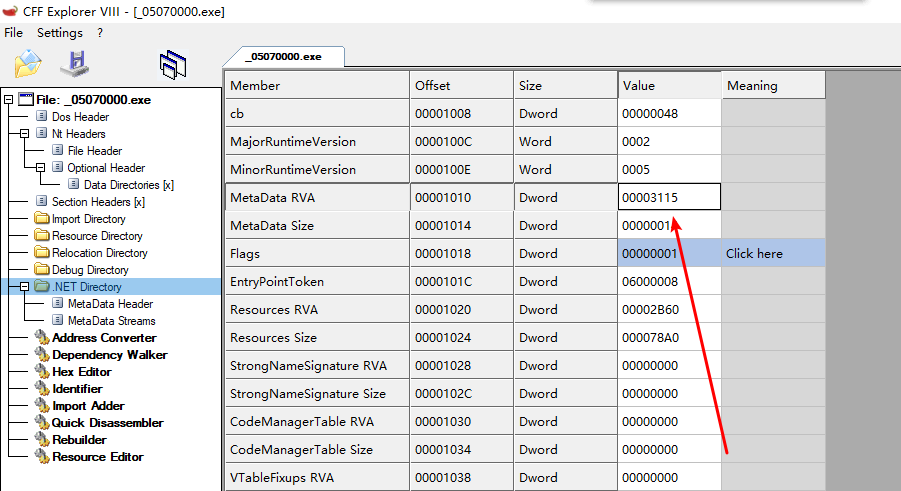 CFF Explorer VIII - [_05070000.exe]
File Settings ?
_05070000.exe
File: _05070000.exe
Dos Header
Nt Headers
File Header
Optional Header
Data Directories [x]
Section Headers [x]
Import Directory
Resource Directory
Relocation Directory
Debug Directory
.NET Directory
MetaData Header
MetaData Streams
Address Converter
Dependency Walker
Hex Editor
Identifier
Import Adder
Quick Disassembler
Rebuilder
Resource Editor
Member Offset Size Value Meaning
cb 00001008 Dword 00000048
MajorRuntimeVersion 0000100C Word 0002
MinorRuntimeVersion 0000100E Word 0005
MetaData RVA 00001010 Dword 00003115
MetaData Size 00001014 Dword 00000001
Flags 00001018 Dword 00000001 Click here
EntryPointToken 0000101C Dword 06000008
Resources RVA 00001020 Dword 00002B60
Resources Size 00001024 Dword 000078A0
StrongNameSignature RVA 00001028 Dword 00000000
StrongNameSignature Size 0000102C Dword 00000000
CodeManagerTable RVA 00001030 Dword 00000000
CodeManagerTable Size 00001034 Dword 00000000
VTableFixups RVA 00001038 Dword 00000000